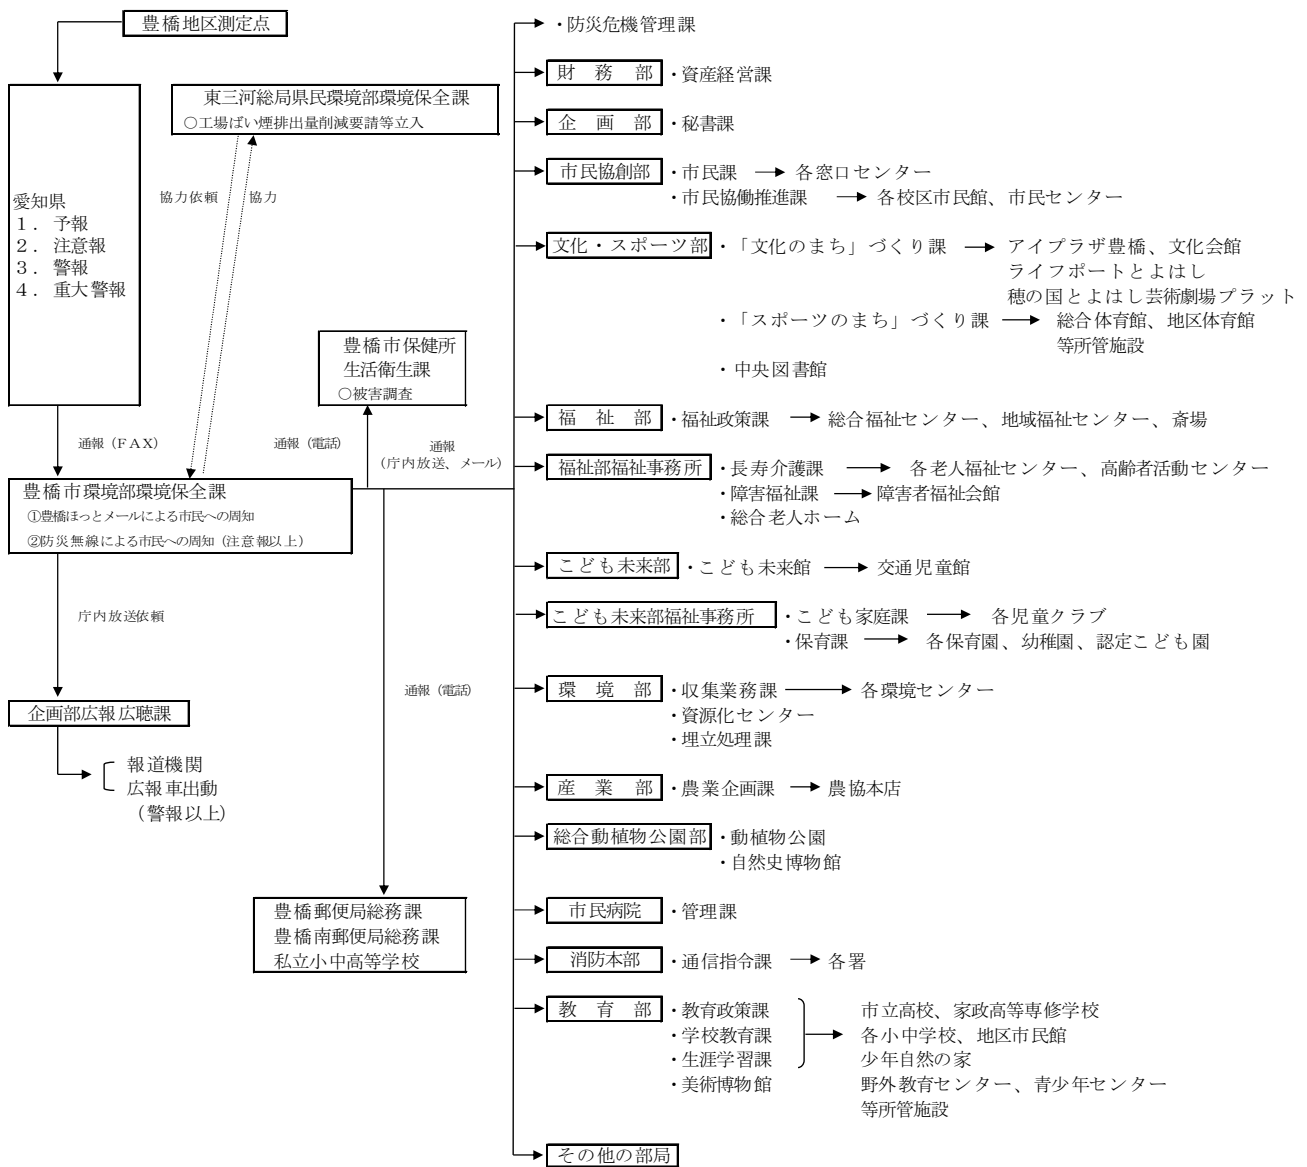 豊橋地区測定点
愛知県
１．予報
２．注意報
３．警報
４．重大警報
東三河総局県民環境部環境保全課
○工場ばい煙排出量削減要請等立入
協力依頼
協力
豊橋市保健所
生活衛生課
○被害調査
通報（ＦＡＸ）
通報（電話）
通報
（庁内放送、メール）
豊橋市環境部環境保全課
①豊橋ほっとメールによる市民への周知
②防災無線による市民への周知（注意報以上）
庁内放送依頼
通報（電話）
企画部広報広聴課
報道機関
広報車出動
（警報以上）
豊橋郵便局総務課
豊橋南郵便局総務課
私立小中高等学校
・防災危機管理課
財務部 ・資産経営課
企画部 ・秘書課
市民協創部 ・市民課 → 各窓口センター
・市民協働推進課 → 各校区市民館、市民センター
文化・スポーツ部 ・「文化のまち」づくり課 → アイプラザ豊橋、文化会館
ライフポートとよはし
穂の国とよはし芸術劇場プラット
・「スポーツのまち」づくり課 → 総合体育館、地区体育館
等所管施設
・中央図書館
福祉部 ・福祉政策課 → 総合福祉センター、地域福祉センター、斎場
福祉部福祉事務所 ・長寿介護課 → 各老人福祉センター、高齢者活動センター
・障害福祉課 → 障害者福祉会館
・総合老人ホーム
こども未来部 ・こども未来館 → 交通児童館
こども未来部福祉事務所 ・こども家庭課 → 各児童クラブ
・保育課 → 各保育園、幼稚園、認定こども園
環境部 ・収集業務課 → 各環境センター
・資源化センター
・埋立処理課
産業部 ・農業企画課 → 農協本店
総合動植物公園部 ・動植物公園
・自然史博物館
市民病院 ・管理課
消防本部 ・通信指令課 → 各署
教育部 ・教育政策課 市立高校、家政高等専修学校
・学校教育課 → 各小中学校、地区市民館
・生涯学習課 少年自然の家
・美術博物館 野外教育センター、青少年センター
等所管施設
その他の部局